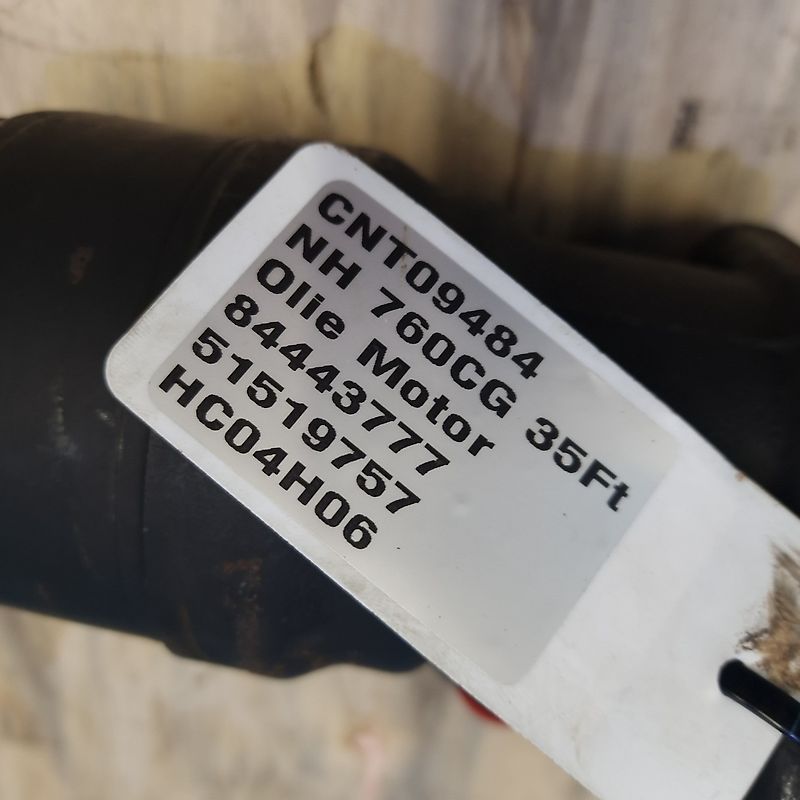 CNT09484
NH 760CG 35Ft
Olie Motor
84443777
51519757
HC04H06